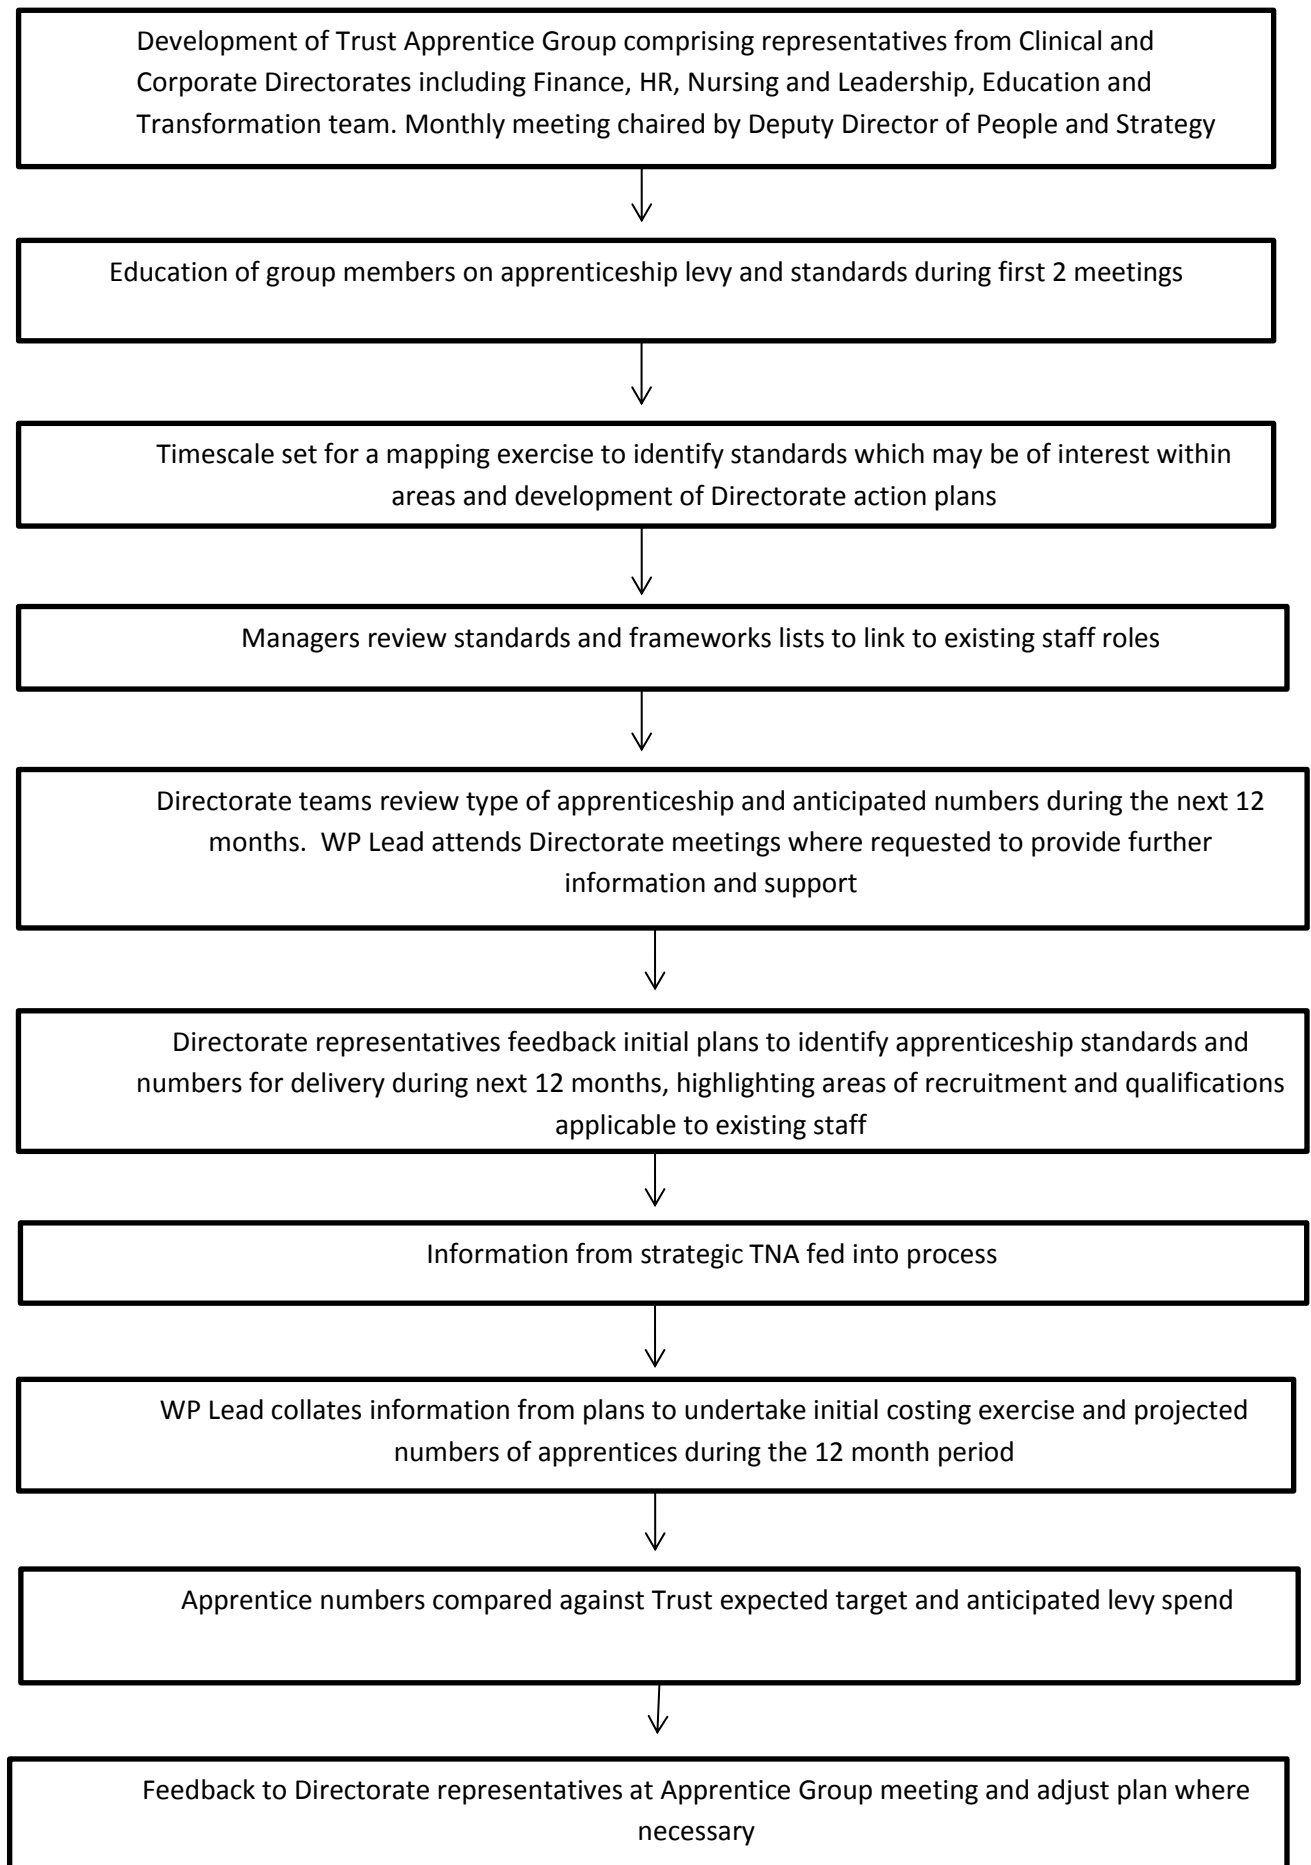 Development of Trust Apprentice Group comprising representatives from Clinical and
Corporate Directorates including Finance, HR, Nursing and Leadership, Education and
Transformation team. Monthly meeting chaired by Deputy Director of People and Strategy
Education of group members on apprenticeship levy and standards during first 2 meetings
Timescale set for a mapping exercise to identify standards which may be of interest within
areas and development of Directorate action plans
Managers review standards and frameworks lists to link to existing staff roles
Directorate teams review type of apprenticeship and anticipated numbers during the next 12
months.  WP Lead attends Directorate meetings where requested to provide further
information and support
Directorate representatives feedback initial plans to identify apprenticeship standards and
numbers for delivery during next 12 months, highlighting areas of recruitment and qualifications
applicable to existing staff
Information from strategic TNA fed into process
WP Lead collates information from plans to undertake initial costing exercise and projected
numbers of apprentices during the 12 month period
Apprentice numbers compared against Trust expected target and anticipated levy spend
Feedback to Directorate representatives at Apprentice Group meeting and adjust plan where
necessary